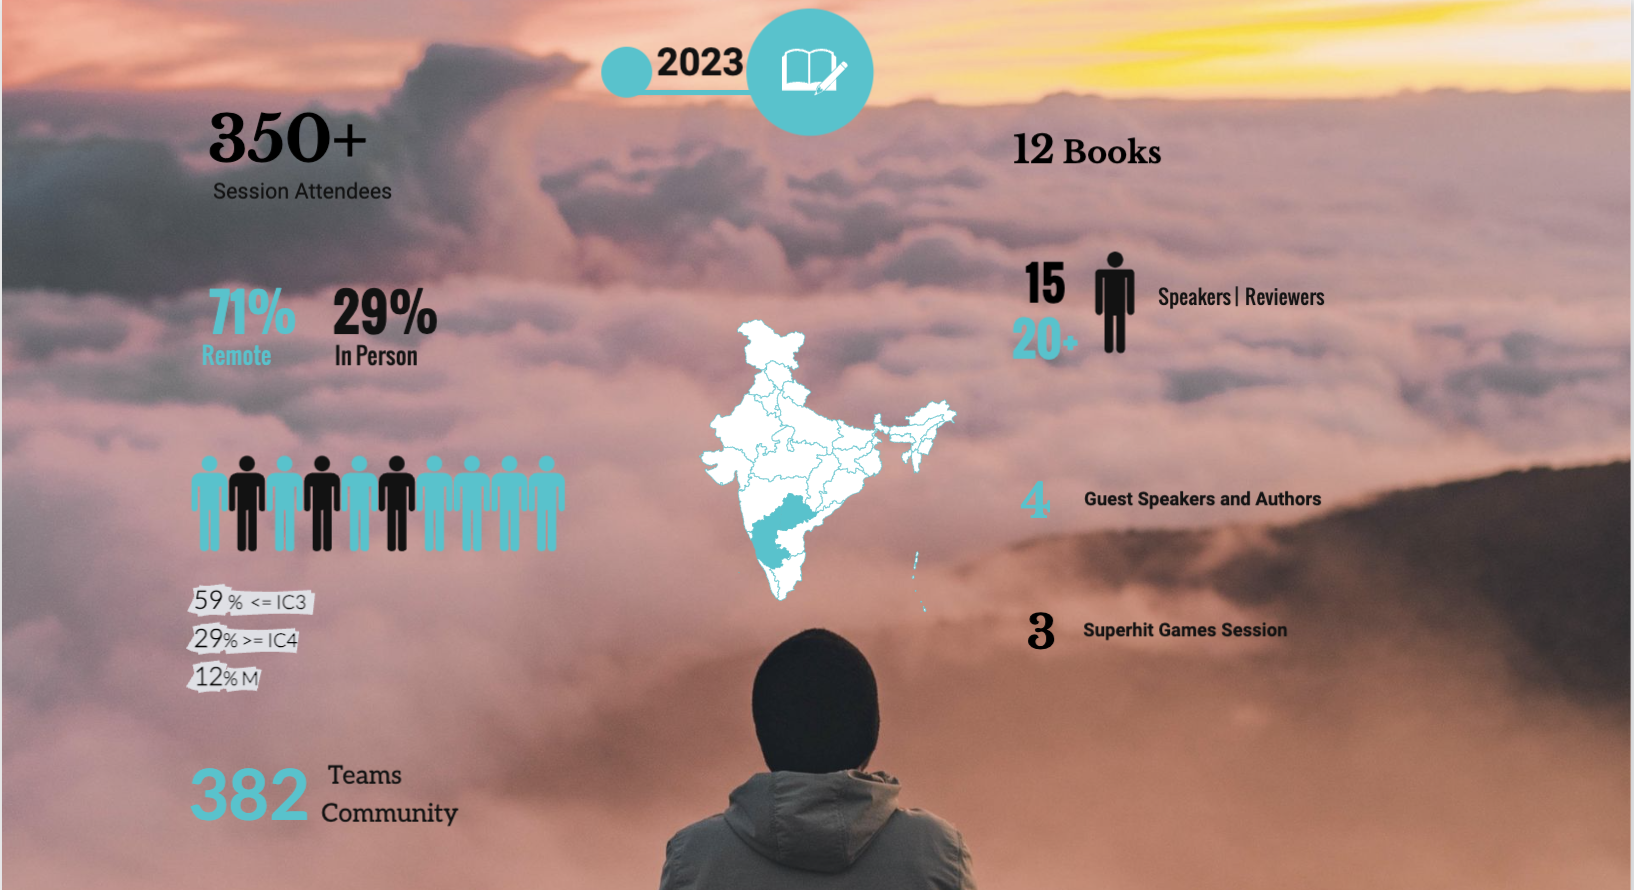 2023
350+
Session Attendees
71% 29%
Remote In Person
59 % <= IC3
29% >= IC4
12% M
382 Teams
Community
12 Books
15
20+
Speakers| Reviewers
4 Guest Speakers and Authors
3 Superhit Games Session